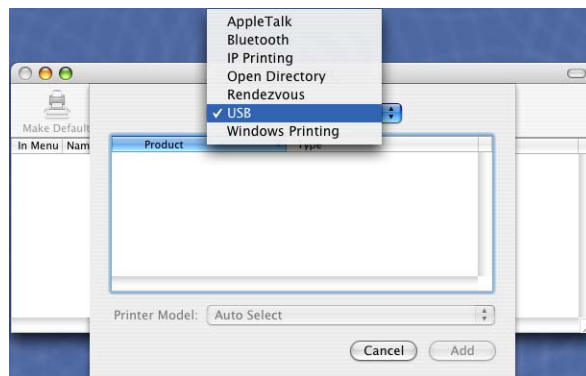 AppleTalk
Bluetooth
IP Printing
Open Directory
Rendezvous
✓ USB
Windows Printing
Make Default
In Menu Nam
Product Type
Printer Model: Auto Select
Cancel Add